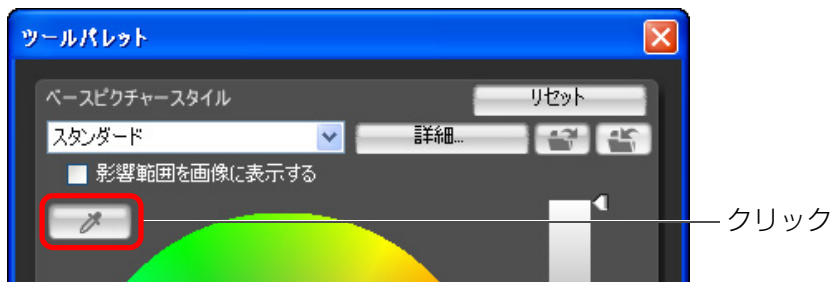 ツールパレット
ベースピクチャースタイル
リセット
スタンダード
詳細...
影響範囲を画像に表示する
クリック